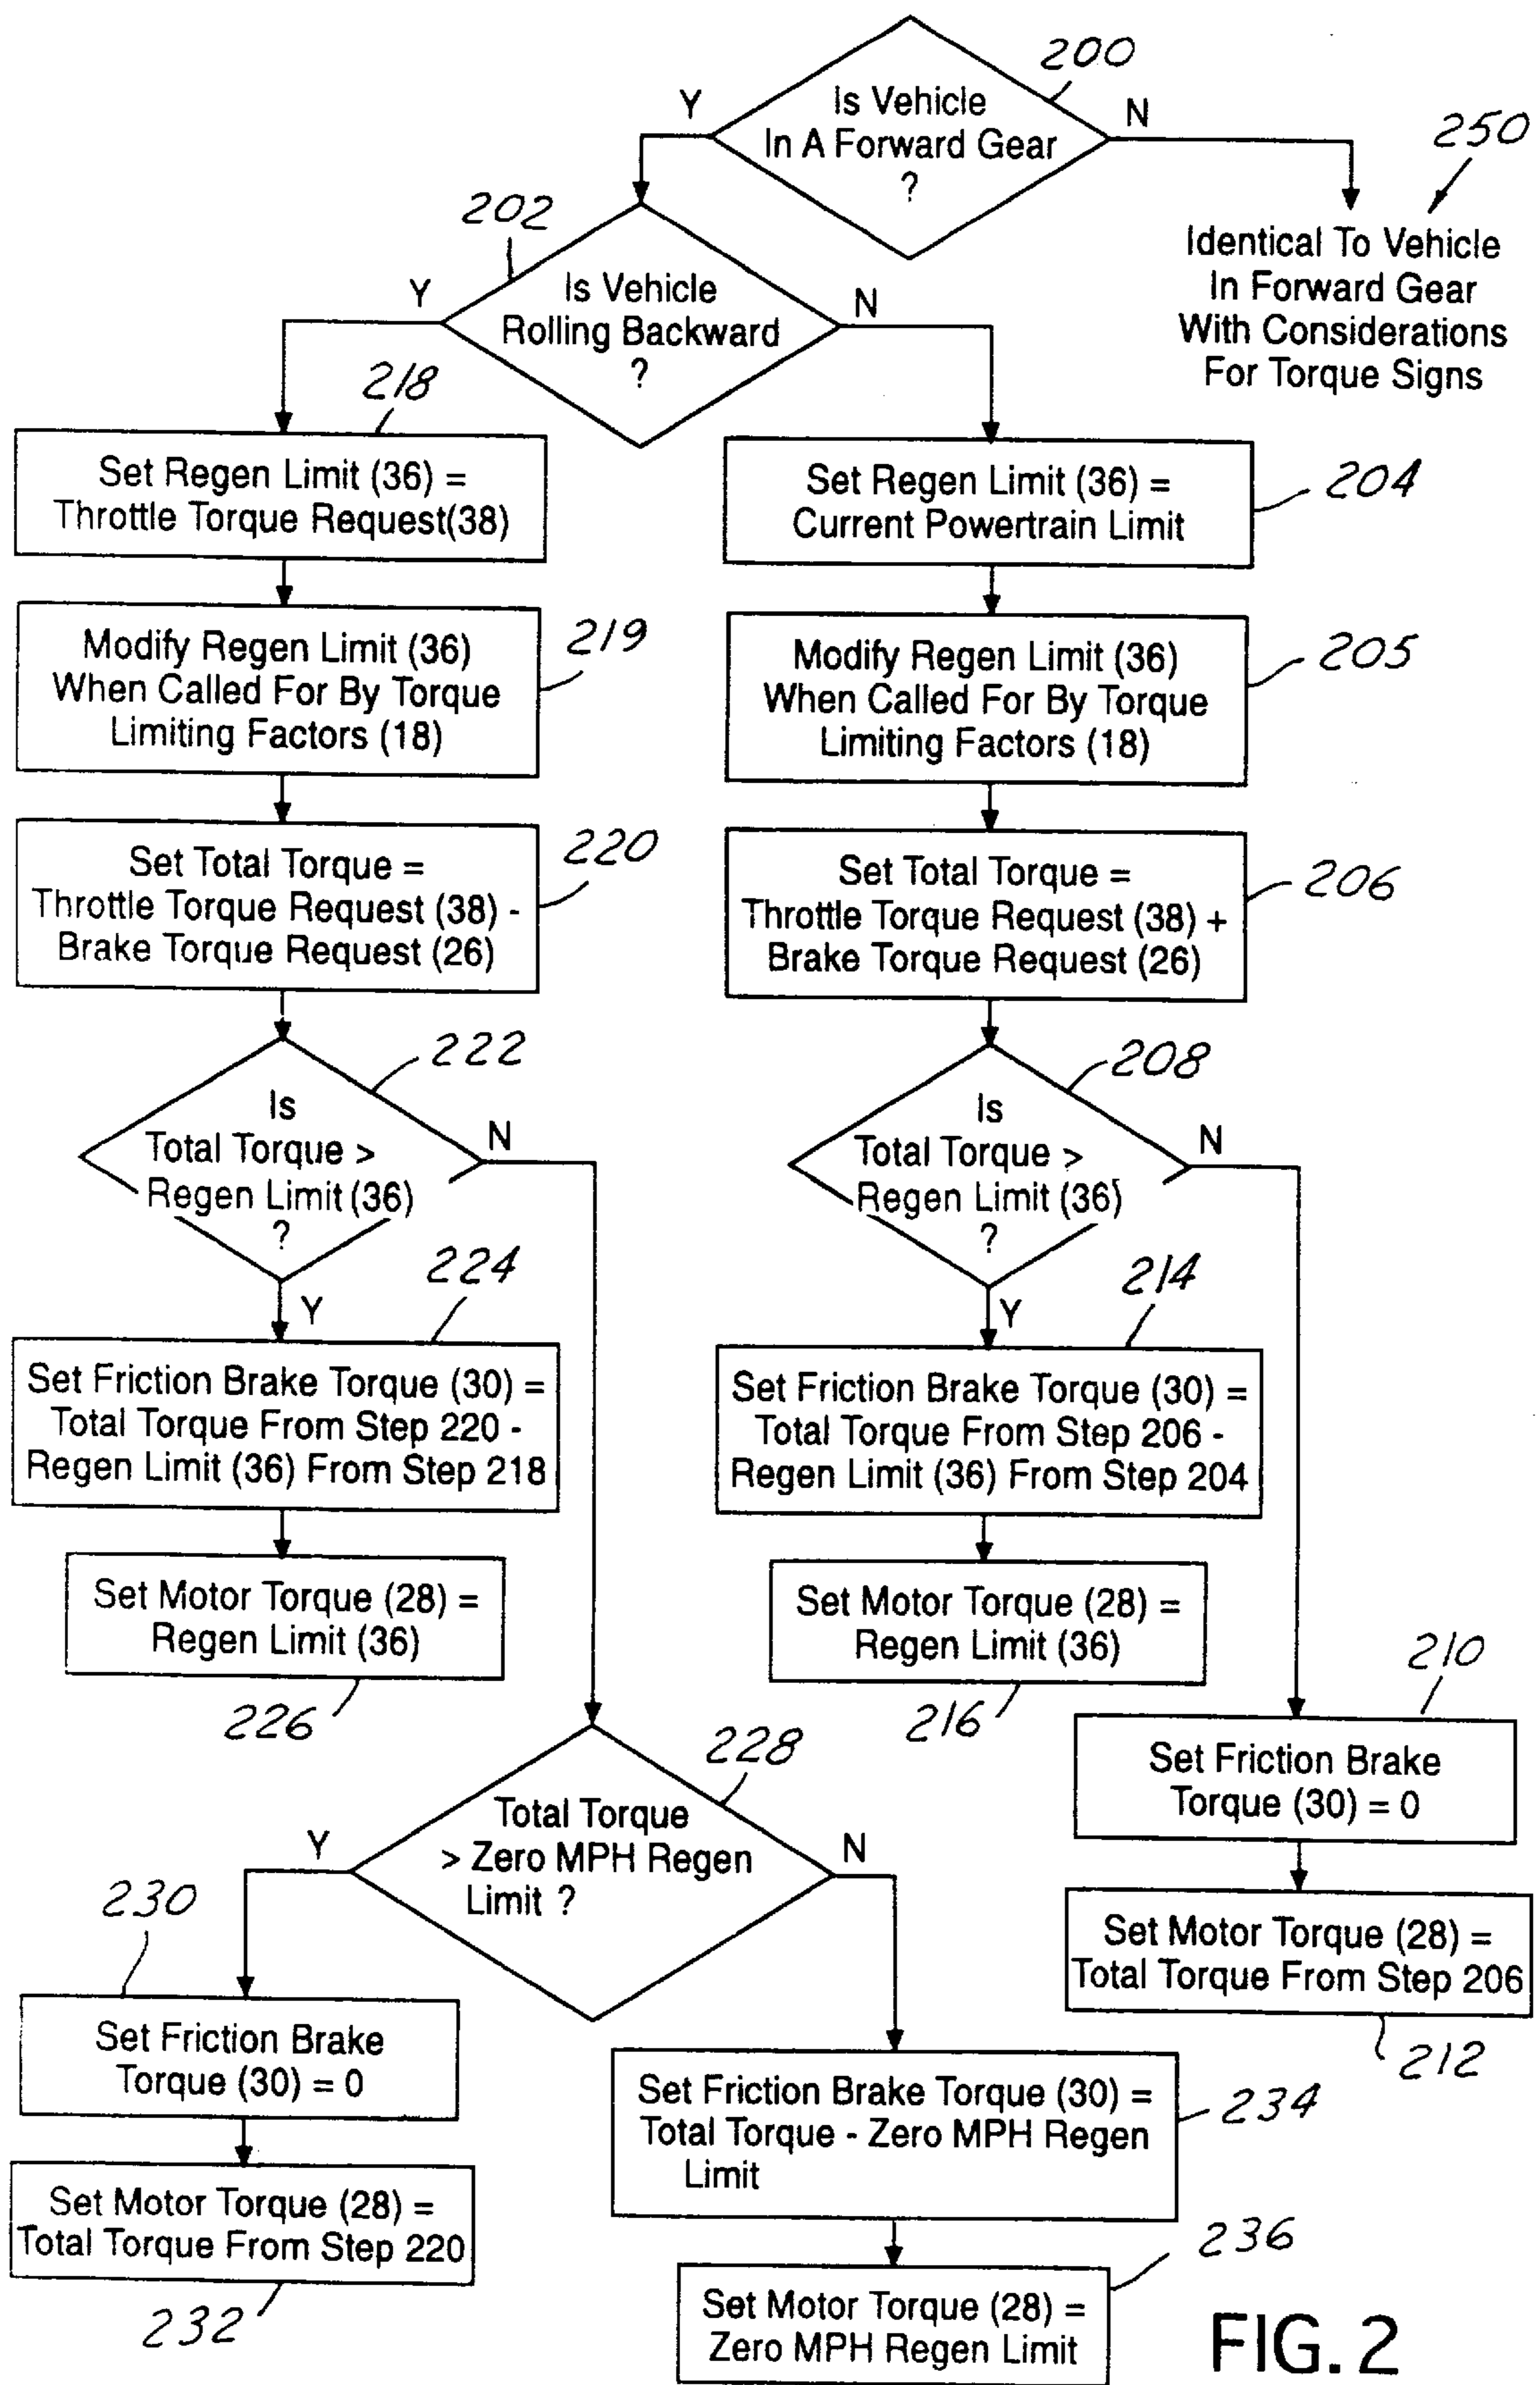 200
Is Vehicle
In A Forward Gear
?
Y
N
250
Identical To Vehicle
In Forward Gear
With Considerations
For Torque Signs
202
Is Vehicle
Rolling Backward
?
Y
N
218
Set Regen Limit (36) =
Throttle Torque Request(38)
204
Set Regen Limit (36) =
Current Powertrain Limit
219
Modify Regen Limit (36)
When Called For By Torque
Limiting Factors (18)
205
Modify Regen Limit (36)
When Called For By Torque
Limiting Factors (18)
220
Set Total Torque =
Throttle Torque Request (38) -
Brake Torque Request (26)
206
Set Total Torque =
Throttle Torque Request (38) +
Brake Torque Request (26)
222
Is
Total Torque >
Regen Limit (36)
?
N
Y
208
Is
Total Torque >
Regen Limit (36)
?
N
Y
224
Set Friction Brake Torque (30) =
Total Torque From Step 220 -
Regen Limit (36) From Step 218
214
Set Friction Brake Torque (30) =
Total Torque From Step 206 -
Regen Limit (36) From Step 204
Set Motor Torque (28) =
Regen Limit (36)
226
Set Motor Torque (28) =
Regen Limit (36)
216
210
Set Friction Brake
Torque (30) = 0
228
Total Torque
> Zero MPH Regen
Limit ?
Y
N
Set Motor Torque (28) =
Total Torque From Step 206
212
230
Set Friction Brake
Torque (30) = 0
234
Set Friction Brake Torque (30) =
Total Torque - Zero MPH Regen
Limit
Set Motor Torque (28) =
Total Torque From Step 220
232
236
Set Motor Torque (28) =
Zero MPH Regen Limit
FIG. 2